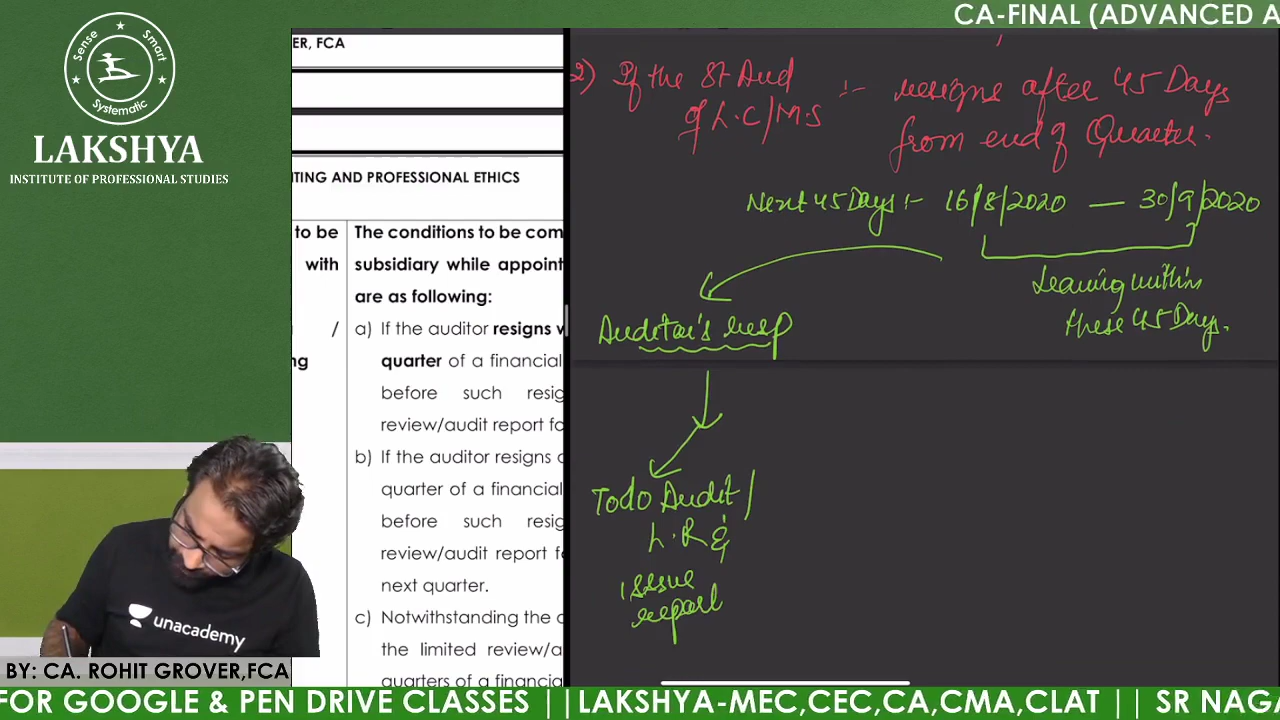 CA-FINAL (ADVANCED A
Sense
Smart
Systematic
LAKSHYA
INSTITUTE OF PROFESSIONAL STUDIES
ER, FCA
NTING AND PROFESSIONAL ETHICS
to be
with
/
ng
The conditions to be com
subsidiary while appoint
are as following:
a) If the auditor resigns w
quarter of a financial
before such resig
review/audit report fo
b) If the auditor resigns a
quarter of a financial
before such resig
review/audit report fo
next quarter.
c) Notwithstanding the a
the limited review/a
quarters of a financia
2) If the St Aud
of L.C/M.S
:- resigns after 45 Days
from end of Quarter.
Next 45 Days :- 16/8/2020 — 30/9/2020
Leaving within
these 45 Days.
Auditor's resp
To do Audit /
L.R &
issue
report
unacademy
BY: CA. ROHIT GROVER,FCA
FOR GOOGLE & PEN DRIVE CLASSES ||LAKSHYA-MEC,CEC,CA,CMA,CLAT || SR NAGA